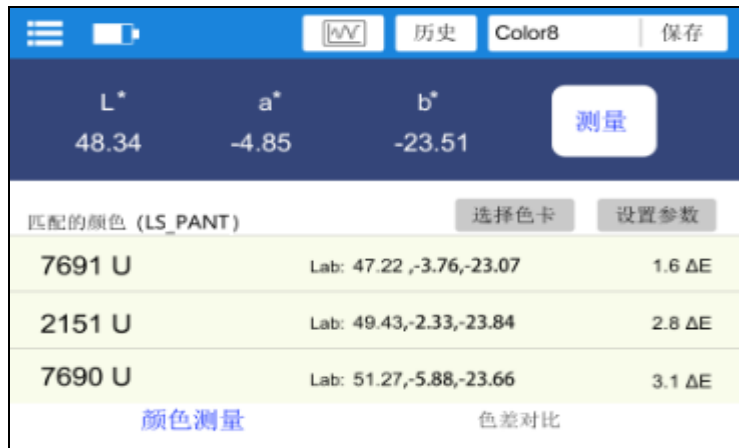 历史 Color8 保存
L* a* b*
48.34 -4.85 -23.51 测量
匹配的颜色 (LS_PANT) 选择色卡 设置参数
7691 U Lab: 47.22 ,-3.76,-23.07 1.6 ΔE
2151 U Lab: 49.43,-2.33,-23.84 2.8 ΔE
7690 U Lab: 51.27,-5.88,-23.66 3.1 ΔE
颜色测量 色差对比